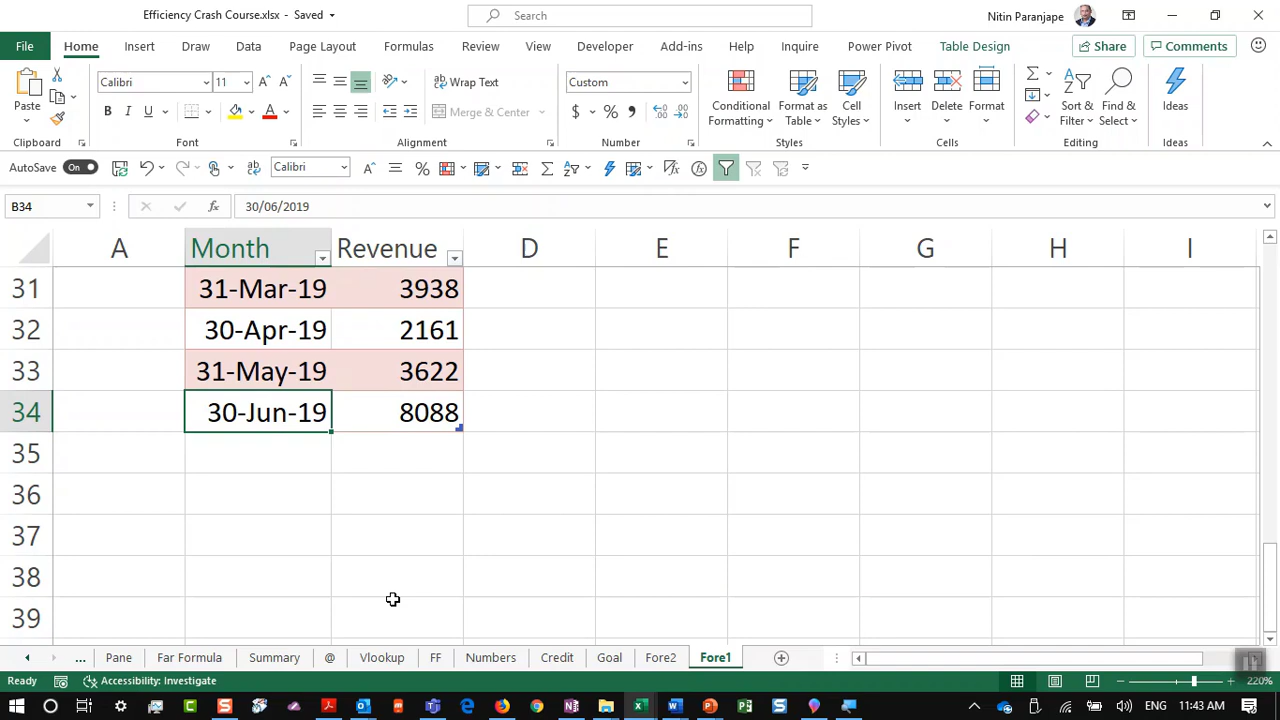 Efficiency Crash Course.xlsx - Saved
Search
Nitin Paranjape
File Home Insert Draw Data Page Layout Formulas Review View Developer Add-ins Help Inquire Power Pivot Table Design Share Comments
Paste
Calibri 11
Wrap Text
Custom
B I U A
Merge & Center
$ % ,
Conditional Formatting
Format as Table
Cell Styles
Insert Delete Format
Sort & Filter
Find & Select
Ideas
Clipboard Font Alignment Number Styles Cells Editing Ideas
AutoSave On
Calibri
B34 fx 30/06/2019
A Month Revenue D E F G H I
31 31-Mar-19 3938
32 30-Apr-19 2161
33 31-May-19 3622
34 30-Jun-19 8088
35
36
37
38
39
... Pane Far Formula Summary @ Vlookup FF Numbers Credit Goal Fore2 Fore1
Ready Accessibility: Investigate 220%
ENG 11:43 AM